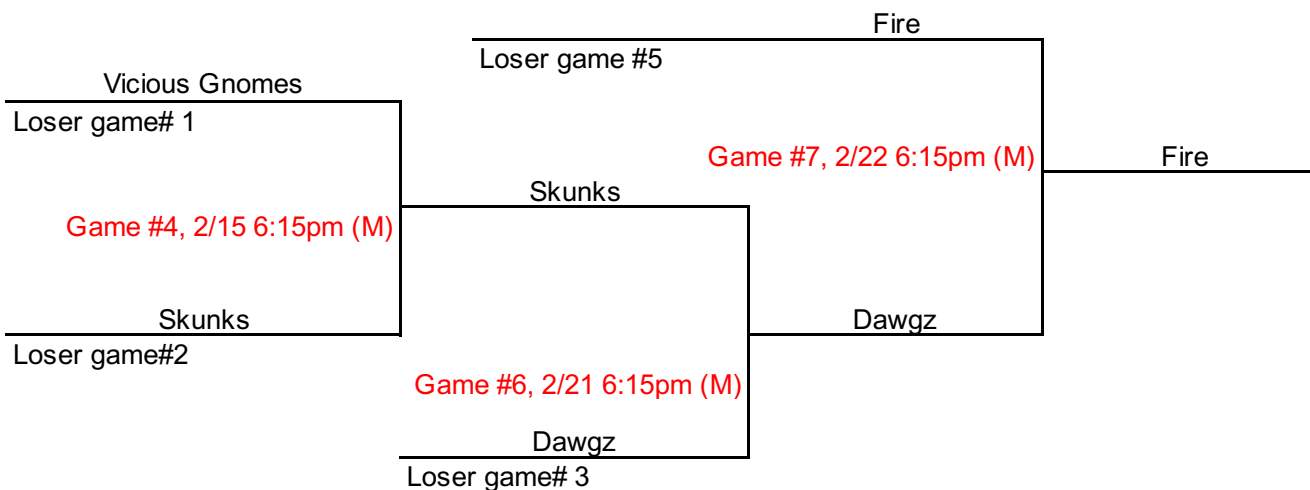 Fire
Loser game #5
Vicious Gnomes
Loser game# 1
Game #7, 2/22 6:15pm (M)
Fire
Skunks
Game #4, 2/15 6:15pm (M)
Skunks
Dawgz
Loser game#2
Game #6, 2/21 6:15pm (M)
Dawgz
Loser game# 3